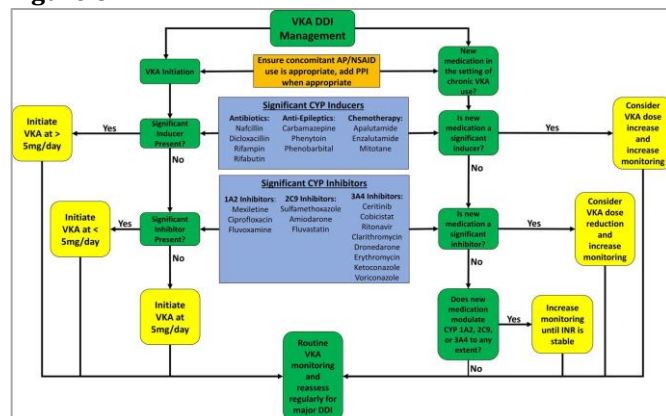 VKA DDI
Management
VKA Initiation
Ensure concomitant AP/NSAID
use is appropriate, add PPI
when appropriate
New
medication in
the setting of
chronic VKA
use?
Significant CYP Inducers
Antibiotics:
Nafcillin
Dicloxacillin
Rifampin
Rifabutin
Anti-Epileptics:
Carbamazepine
Phenytoin
Phenobarbital
Chemotherapy:
Apalutamide
Enzalutamide
Mitotane
Initiate
VKA at >
5mg/day
Yes
Significant
Inducer Present?
No
Is new
medication a
significant
inducer?
Yes
No
Consider
VKA dose
increase and
increase
monitoring
Significant CYP Inhibitors
1A2 Inhibitors:
Mexiletine
Ciprofloxacin
Fluvoxamine
2C9 Inhibitors:
Sulfamethoxazole
Amiodarone
Fluvastatin
3A4 Inhibitors:
Ceritinib
Cobicistat
Ritonavir
Clarithromycin
Dronedarone
Erythromycin
Ketoconazole
Voriconazole
Initiate
VKA at <
5mg/day
Yes
Significant
Inhibitor
Present?
No
Is new
medication a
significant
inhibitor?
Yes
No
Consider
VKA dose
reduction
and increase
monitoring
Initiate
VKA at
5mg/day
Does new
medication
modulate
CYP 1A2, 2C9,
or 3A4 to any
extent?
Yes
No
Increase
monitoring
until INR is
stable
Routine
VKA
monitoring
and
reassess
regularly for
major DDI